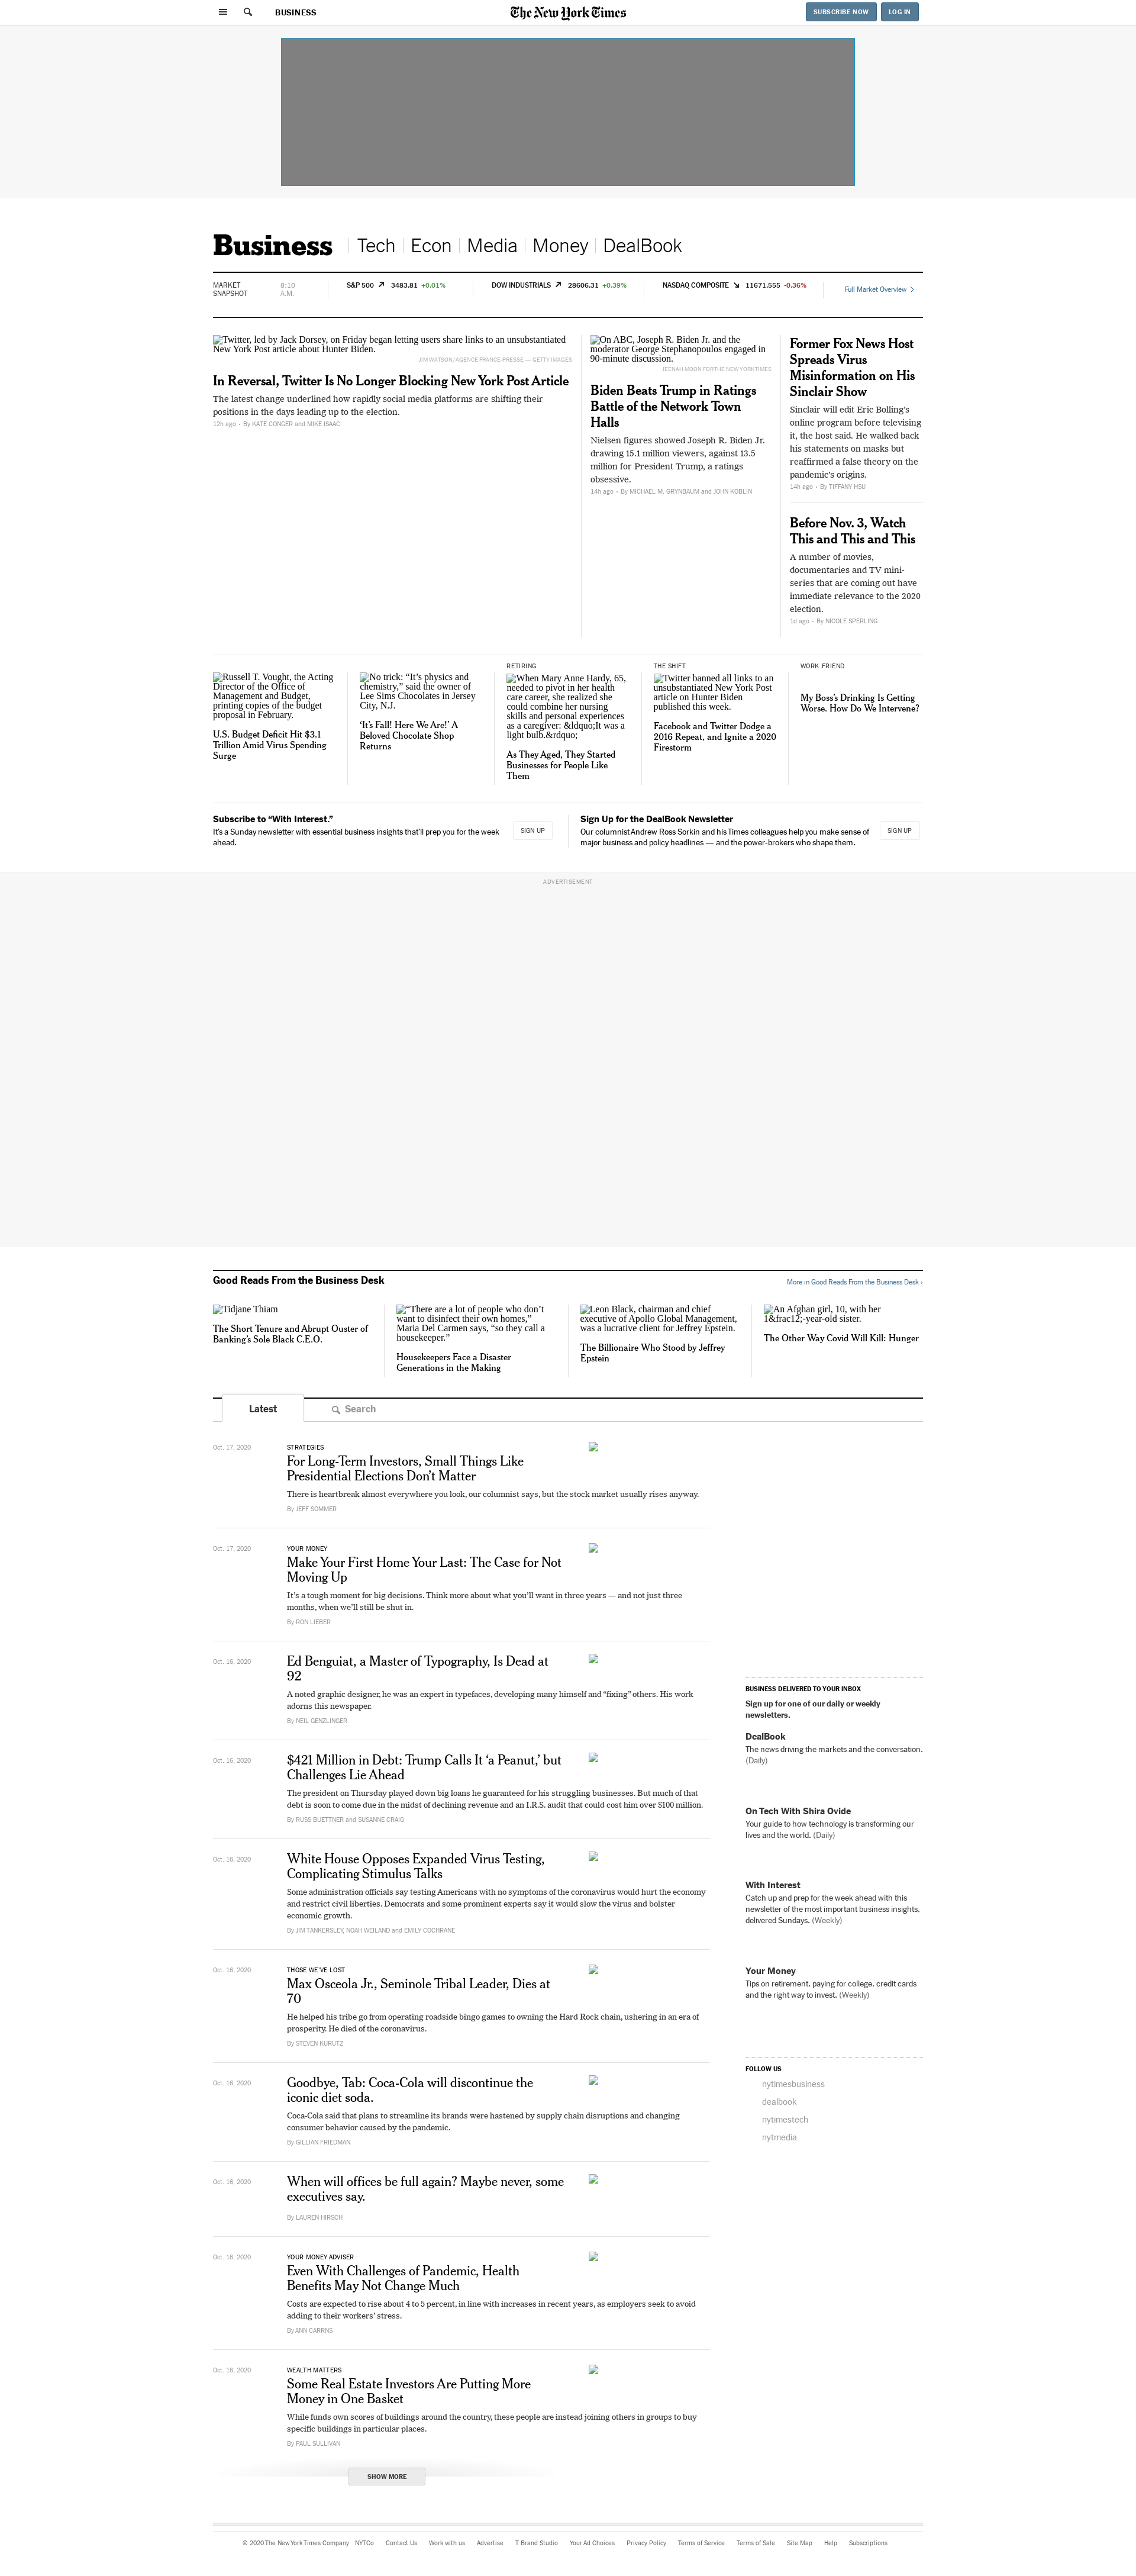 BUSINESS
The New York Times
SUBSCRIBE NOW
LOG IN
Business
Tech
Econ
Media
Money
DealBook
MARKET
SNAPSHOT
8:10
A.M.
S&P 500 3483.81 +0.01%
DOW INDUSTRIALS 28606.31 +0.39%
NASDAQ COMPOSITE 11671.555 -0.36%
Full Market Overview
Twitter, led by Jack Dorsey, on Friday began letting users share links to an unsubstantiated
New York Post article about Hunter Biden.
JIM WATSON/AGENCE FRANCE-PRESSE — GETTY IMAGES
In Reversal, Twitter Is No Longer Blocking New York Post Article
The latest change underlined how rapidly social media platforms are shifting their
positions in the days leading up to the election.
12h ago · By KATE CONGER and MIKE ISAAC
On ABC, Joseph R. Biden Jr. and the
moderator George Stephanopoulos engaged in
90-minute discussion.
JEENAH MOON FOR THE NEW YORK TIMES
Biden Beats Trump in Ratings
Battle of the Network Town
Halls
Nielsen figures showed Joseph R. Biden Jr.
drawing 15.1 million viewers, against 13.5
million for President Trump, a ratings
obsessive.
14h ago · By MICHAEL M. GRYNBAUM and JOHN KOBLIN
Former Fox News Host
Spreads Virus
Misinformation on His
Sinclair Show
Sinclair will edit Eric Bolling’s
online program before televising
it, the host said. He walked back
his statements on masks but
reaffirmed a false theory on the
pandemic’s origins.
14h ago · By TIFFANY HSU
Before Nov. 3, Watch
This and This and This
A number of movies,
documentaries and TV mini-
series that are coming out have
immediate relevance to the 2020
election.
1d ago · By NICOLE SPERLING
Russell T. Vought, the Acting
Director of the Office of
Management and Budget,
printing copies of the budget
proposal in February.
U.S. Budget Deficit Hit $3.1
Trillion Amid Virus Spending
Surge
No trick: “It’s physics and
chemistry,” said the owner of
Lee Sims Chocolates in Jersey
City, N.J.
‘It’s Fall! Here We Are!’ A
Beloved Chocolate Shop
Returns
RETIRING
When Mary Anne Hardy, 65,
needed to pivot in her health
care career, she realized she
could combine her nursing
skills and personal experiences
as a caregiver: &ldquo;It was a
light bulb.&rdquo;
As They Aged, They Started
Businesses for People Like
Them
THE SHIFT
Twitter banned all links to an
unsubstantiated New York Post
article on Hunter Biden
published this week.
Facebook and Twitter Dodge a
2016 Repeat, and Ignite a 2020
Firestorm
WORK FRIEND
My Boss’s Drinking Is Getting
Worse. How Do We Intervene?
Subscribe to “With Interest.”
It’s a Sunday newsletter with essential business insights that’ll prep you for the week
ahead.
SIGN UP
Sign Up for the DealBook Newsletter
Our columnist Andrew Ross Sorkin and his Times colleagues help you make sense of
major business and policy headlines — and the power-brokers who shape them.
SIGN UP
ADVERTISEMENT
Good Reads From the Business Desk
More in Good Reads From the Business Desk ›
Tidjane Thiam
The Short Tenure and Abrupt Ouster of
Banking’s Sole Black C.E.O.
“There are a lot of people who don’t
want to disinfect their own homes,”
Maria Del Carmen says, “so they call a
housekeeper.”
Housekeepers Face a Disaster
Generations in the Making
Leon Black, chairman and chief
executive of Apollo Global Management,
was a lucrative client for Jeffrey Epstein.
The Billionaire Who Stood by Jeffrey
Epstein
An Afghan girl, 10, with her
1&frac12;-year-old sister.
The Other Way Covid Will Kill: Hunger
Latest
Search
Oct. 17, 2020
STRATEGIES
For Long-Term Investors, Small Things Like
Presidential Elections Don’t Matter
There is heartbreak almost everywhere you look, our columnist says, but the stock market usually rises anyway.
By JEFF SOMMER
Oct. 17, 2020
YOUR MONEY
Make Your First Home Your Last: The Case for Not
Moving Up
It’s a tough moment for big decisions. Think more about what you’ll want in three years — and not just three
months, when we’ll still be shut in.
By RON LIEBER
Oct. 16, 2020
Ed Benguiat, a Master of Typography, Is Dead at
92
A noted graphic designer, he was an expert in typefaces, developing many himself and “fixing” others. His work
adorns this newspaper.
By NEIL GENZLINGER
Oct. 16, 2020
$421 Million in Debt: Trump Calls It ‘a Peanut,’ but
Challenges Lie Ahead
The president on Thursday played down big loans he guaranteed for his struggling businesses. But much of that
debt is soon to come due in the midst of declining revenue and an I.R.S. audit that could cost him over $100 million.
By RUSS BUETTNER and SUSANNE CRAIG
Oct. 16, 2020
White House Opposes Expanded Virus Testing,
Complicating Stimulus Talks
Some administration officials say testing Americans with no symptoms of the coronavirus would hurt the economy
and restrict civil liberties. Democrats and some prominent experts say it would slow the virus and bolster
economic growth.
By JIM TANKERSLEY, NOAH WEILAND and EMILY COCHRANE
Oct. 16, 2020
THOSE WE’VE LOST
Max Osceola Jr., Seminole Tribal Leader, Dies at
70
He helped his tribe go from operating roadside bingo games to owning the Hard Rock chain, ushering in an era of
prosperity. He died of the coronavirus.
By STEVEN KURUTZ
Oct. 16, 2020
Goodbye, Tab: Coca-Cola will discontinue the
iconic diet soda.
Coca-Cola said that plans to streamline its brands were hastened by supply chain disruptions and changing
consumer behavior caused by the pandemic.
By GILLIAN FRIEDMAN
Oct. 16, 2020
When will offices be full again? Maybe never, some
executives say.
By LAUREN HIRSCH
Oct. 16, 2020
YOUR MONEY ADVISER
Even With Challenges of Pandemic, Health
Benefits May Not Change Much
Costs are expected to rise about 4 to 5 percent, in line with increases in recent years, as employers seek to avoid
adding to their workers’ stress.
By ANN CARRNS
Oct. 16, 2020
WEALTH MATTERS
Some Real Estate Investors Are Putting More
Money in One Basket
While funds own scores of buildings around the country, these people are instead joining others in groups to buy
specific buildings in particular places.
By PAUL SULLIVAN
SHOW MORE
BUSINESS DELIVERED TO YOUR INBOX
Sign up for one of our daily or weekly
newsletters.
DealBook
The news driving the markets and the conversation.
(Daily)
On Tech With Shira Ovide
Your guide to how technology is transforming our
lives and the world. (Daily)
With Interest
Catch up and prep for the week ahead with this
newsletter of the most important business insights,
delivered Sundays. (Weekly)
Your Money
Tips on retirement, paying for college, credit cards
and the right way to invest. (Weekly)
FOLLOW US
nytimesbusiness
dealbook
nytimestech
nytmedia
© 2020 The New York Times Company NYTCo Contact Us Work with us Advertise T Brand Studio Your Ad Choices Privacy Policy Terms of Service Terms of Sale Site Map Help Subscriptions